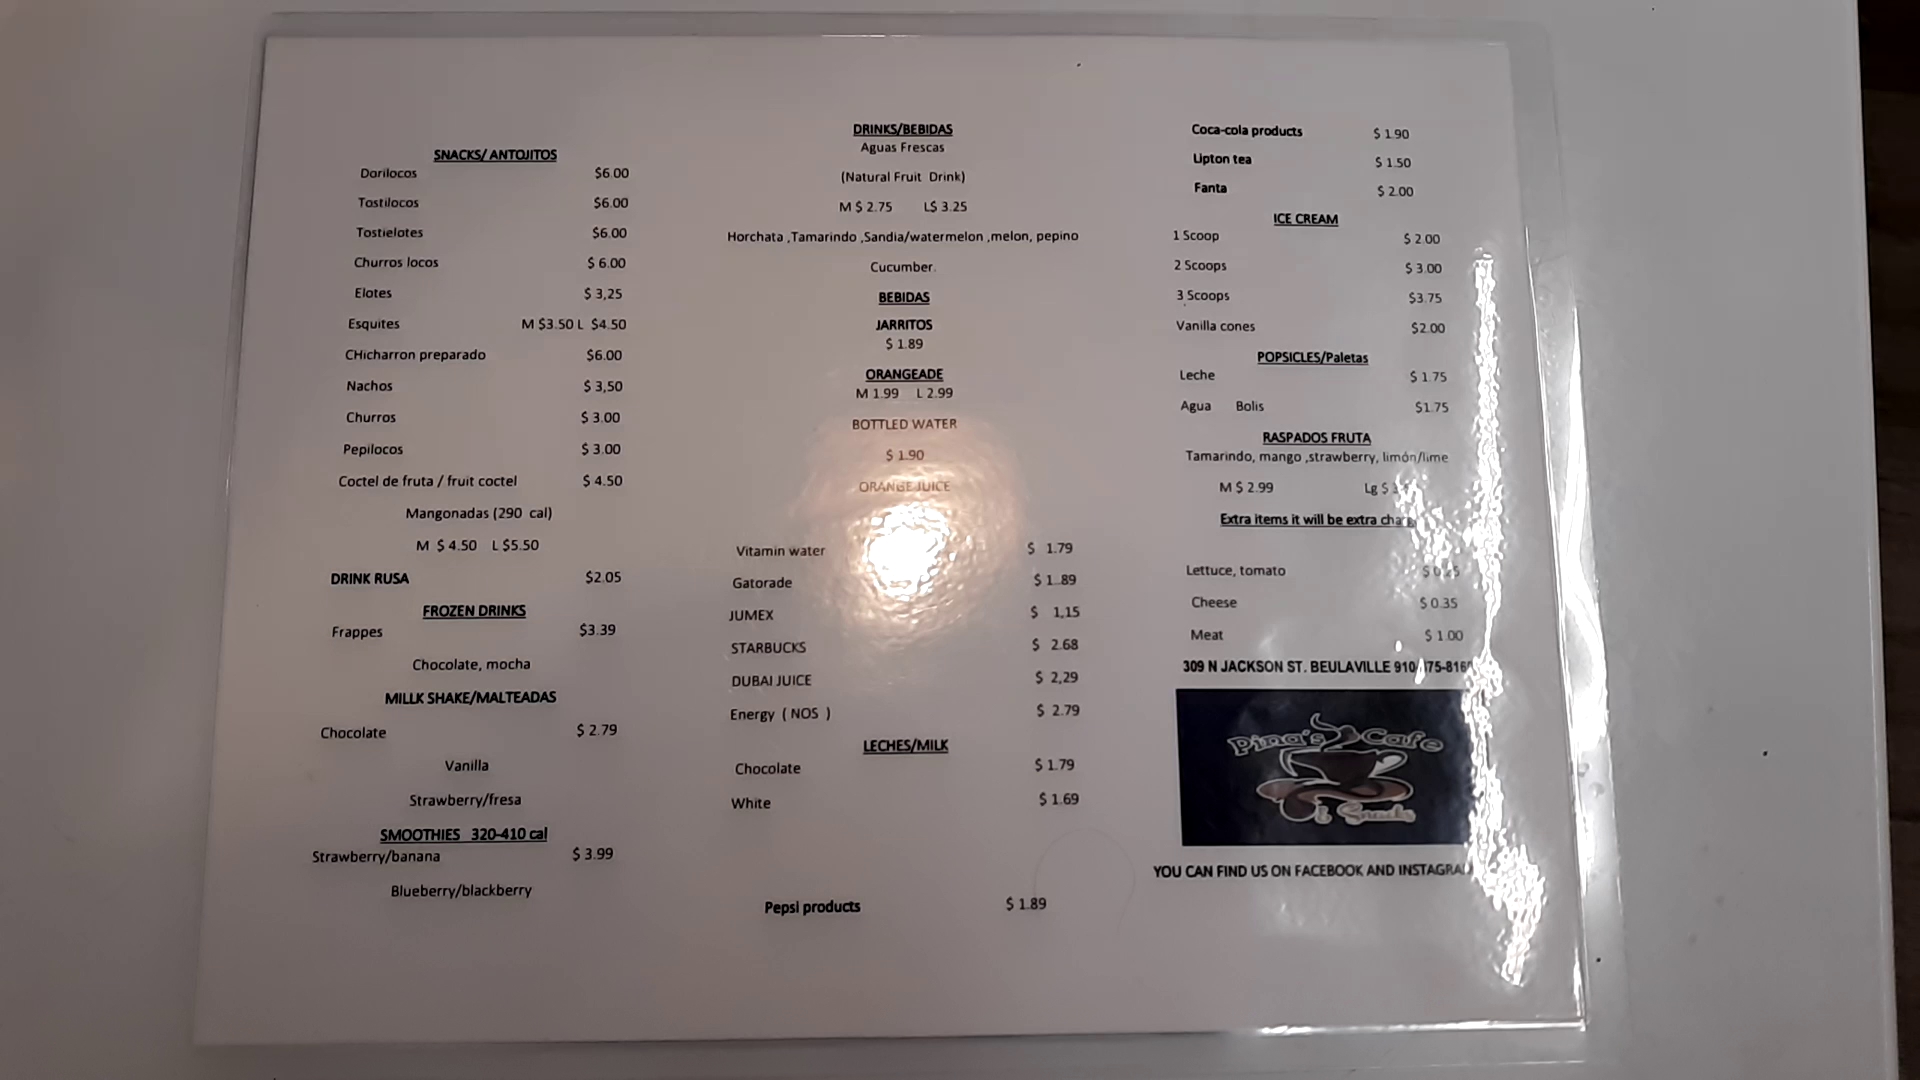 SNACKS/ ANTOJITOS
Dorilocos $6.00
Tostilocos $6.00
Tostielotes $6.00
Churros locos $ 6.00
Elotes $ 3,25
Esquites M $3.50 L $4.50
CHicharron preparado $6.00
Nachos $ 3,50
Churros $ 3.00
Pepilocos $ 3.00
Coctel de fruta / fruit coctel $ 4.50
Mangonadas (290 cal)
M $ 4.50 L $5.50
DRINK RUSA $2.05
FROZEN DRINKS
Frappes $3.39
Chocolate, mocha
MILLK SHAKE/MALTEADAS
Chocolate $ 2.79
Vanilla
Strawberry/fresa
SMOOTHIES 320-410 cal
Strawberry/banana $ 3.99
Blueberry/blackberry
DRINKS/BEBIDAS
Aguas Frescas
(Natural Fruit Drink)
M $ 2.75 L$ 3.25
Horchata ,Tamarindo ,Sandia/watermelon ,melon, pepino
Cucumber.
BEBIDAS
JARRITOS
$ 1.89
ORANGEADE
M 1.99 L 2.99
BOTTLED WATER
$ 1.90
ORANGE JUICE
Vitamin water $ 1.79
Gatorade $ 1..89
JUMEX $ 1,15
STARBUCKS $ 2.68
DUBAI JUICE $ 2,29
Energy ( NOS ) $ 2.79
LECHES/MILK
Chocolate $ 1.79
White $ 1.69
Pepsi products $ 1.89
Coca-cola products $ 1.90
Lipton tea $ 1.50
Fanta $ 2.00
ICE CREAM
1 Scoop $ 2.00
2 Scoops $ 3.00
3 Scoops $3.75
Vanilla cones $2.00
POPSICLES/Paletas
Leche $ 1.75
Agua Bolis $1.75
RASPADOS FRUTA
Tamarindo, mango ,strawberry, limón/lime
M $ 2.99 Lg $
Extra items it will be extra
Lettuce, tomato
Cheese $ 0.35
Meat $ 1.00
309 N JACKSON ST. BEULAVILLE 910
Pina's Cafe
& Snacks
YOU CAN FIND US ON FACEBOOK AND INSTAGRAM